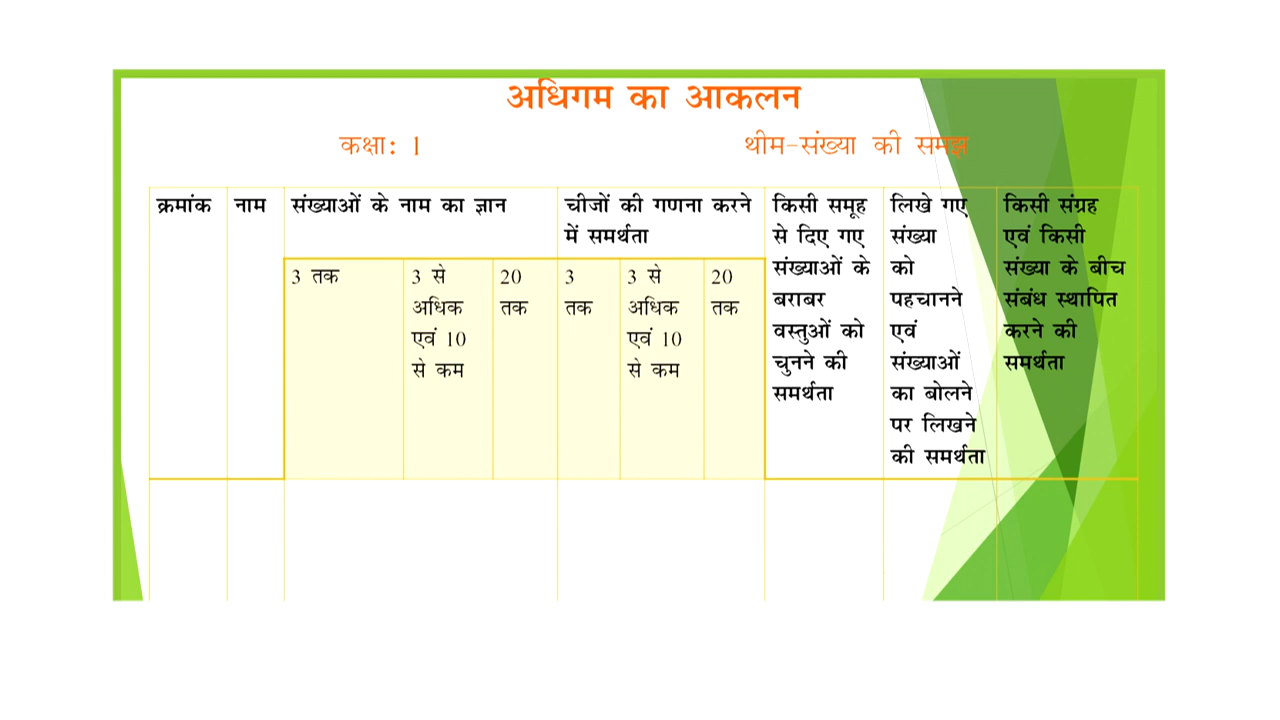 अधिगम का आकलन
कक्षा: 1
थीम-संख्या की समझ
क्रमांक
नाम
संख्याओं के नाम का ज्ञान
चीजों की गणना करने
में समर्थता
किसी समूह
से दिए गए
संख्याओं के
बराबर
वस्तुओं को
चुनने की
समर्थता
लिखे गए
संख्या
को
पहचानने
एवं
संख्याओं
का बोलने
पर लिखने
की समर्थता
किसी संग्रह
एवं किसी
संख्या के बीच
संबंध स्थापित
करने की
समर्थता
3 तक
3 से
अधिक
एवं 10
से कम
20
तक
3
तक
3 से
अधिक
एवं 10
से कम
20
तक